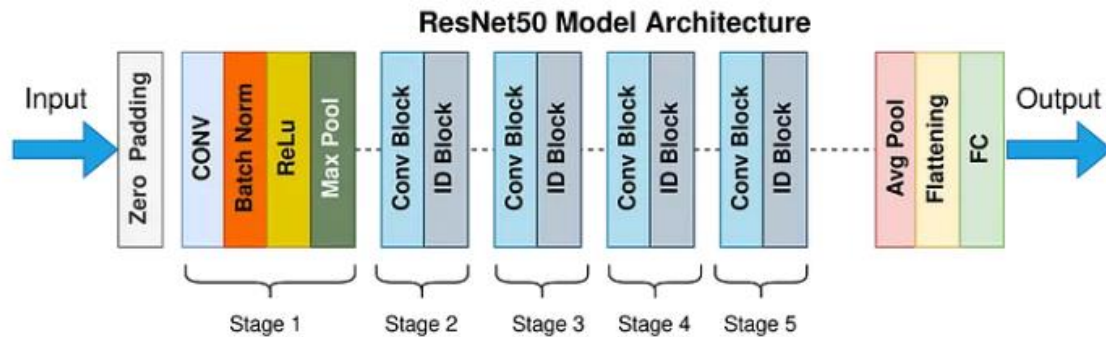 ResNet50 Model Architecture
Input
Zero Padding
CONV
Batch Norm
ReLu
Max Pool
Conv Block
ID Block
Conv Block
ID Block
Conv Block
ID Block
Conv Block
ID Block
Avg Pool
Flattening
FC
Output
Stage 1
Stage 2
Stage 3
Stage 4
Stage 5